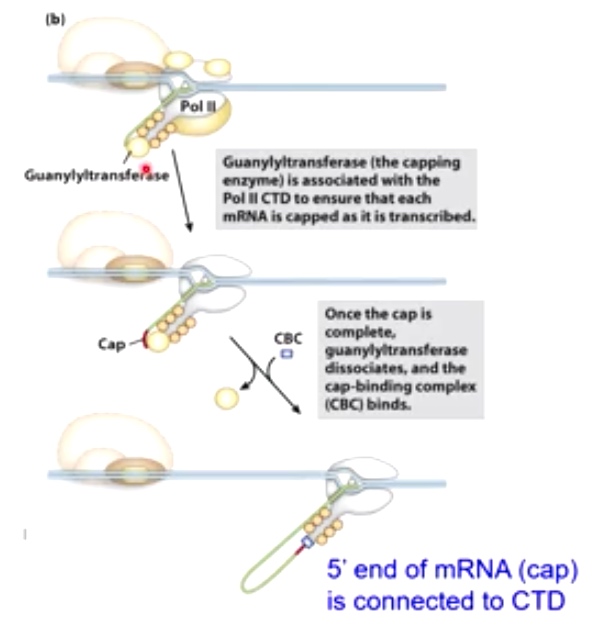 (b)
Pol II
Guanylyltransferase
Guanylyltransferase (the capping
enzyme) is associated with the
Pol II CTD to ensure that each
mRNA is capped as it is transcribed.
Cap
CBC
Once the cap is
complete,
guanylyltransferase
dissociates, and the
cap-binding complex
(CBC) binds.
5' end of mRNA (cap)
is connected to CTD